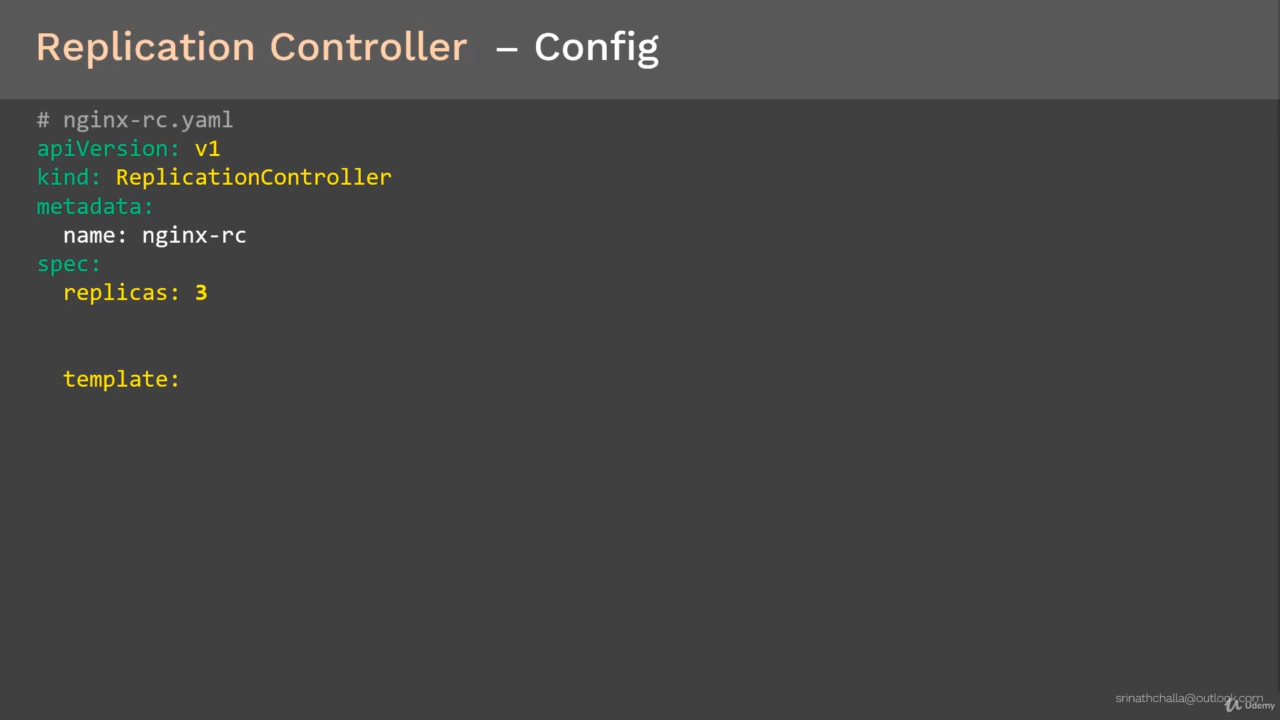 Replication Controller – Config
# nginx-rc.yaml
apiVersion: v1
kind: ReplicationController
metadata:
  name: nginx-rc
spec:
  replicas: 3
  template:
srinathchalla@outlook.com
Udemy